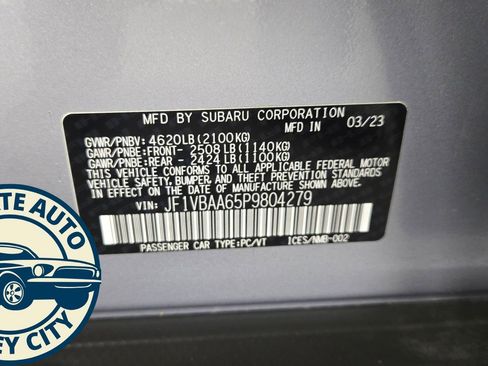 MFD BY SUBARU CORPORATION
MFD IN 03/23
GVWR/PNBV: 4620LB(2100KG)
GAWR/PNBE:FRONT- 2508LB(1140KG)
GAWR/PNBE:REAR - 2424LB(1100KG)
THIS VEHICLE CONFORMS TO ALL APPLICABLE FEDERAL MOTOR
VEHICLE SAFETY, BUMPER, AND THEFT PREVENTION STANDARDS
IN EFFECT ON THE DATE OF MANUFACTURE SHOWN ABOVE.
VIN: JF1VBAA65P9804279
PASSENGER CAR TYPE:PC/VT ICES/NMB-002
AUTO
CITY